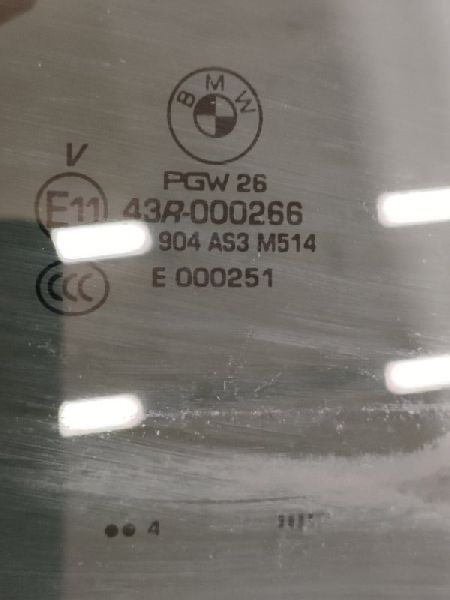 BMW
V
PGW 26
E11 43R-000266
904 AS3 M514
CCC E 000251
●● 4